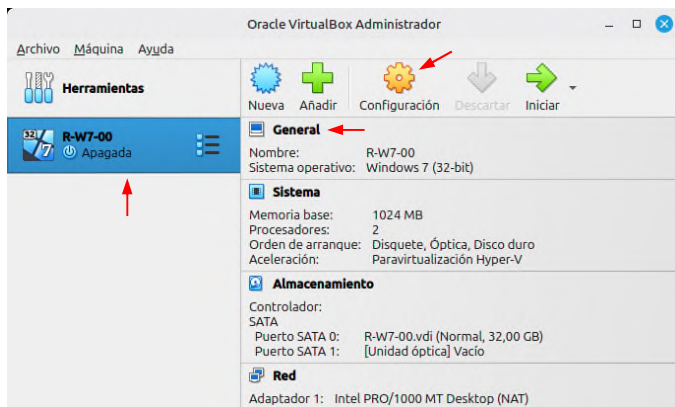 Oracle VirtualBox Administrador
Archivo Máquina Ayuda
Herramientas
Nueva Añadir Configuración Descartar Iniciar
32
7
R-W7-00
Apagada
General
Nombre: R-W7-00
Sistema operativo: Windows 7 (32-bit)
Sistema
Memoria base: 1024 MB
Procesadores: 2
Orden de arranque: Disquete, Óptica, Disco duro
Aceleración: Paravirtualización Hyper-V
Almacenamiento
Controlador:
SATA
Puerto SATA 0: R-W7-00.vdi (Normal, 32,00 GB)
Puerto SATA 1: [Unidad óptica] Vacío
Red
Adaptador 1: Intel PRO/1000 MT Desktop (NAT)